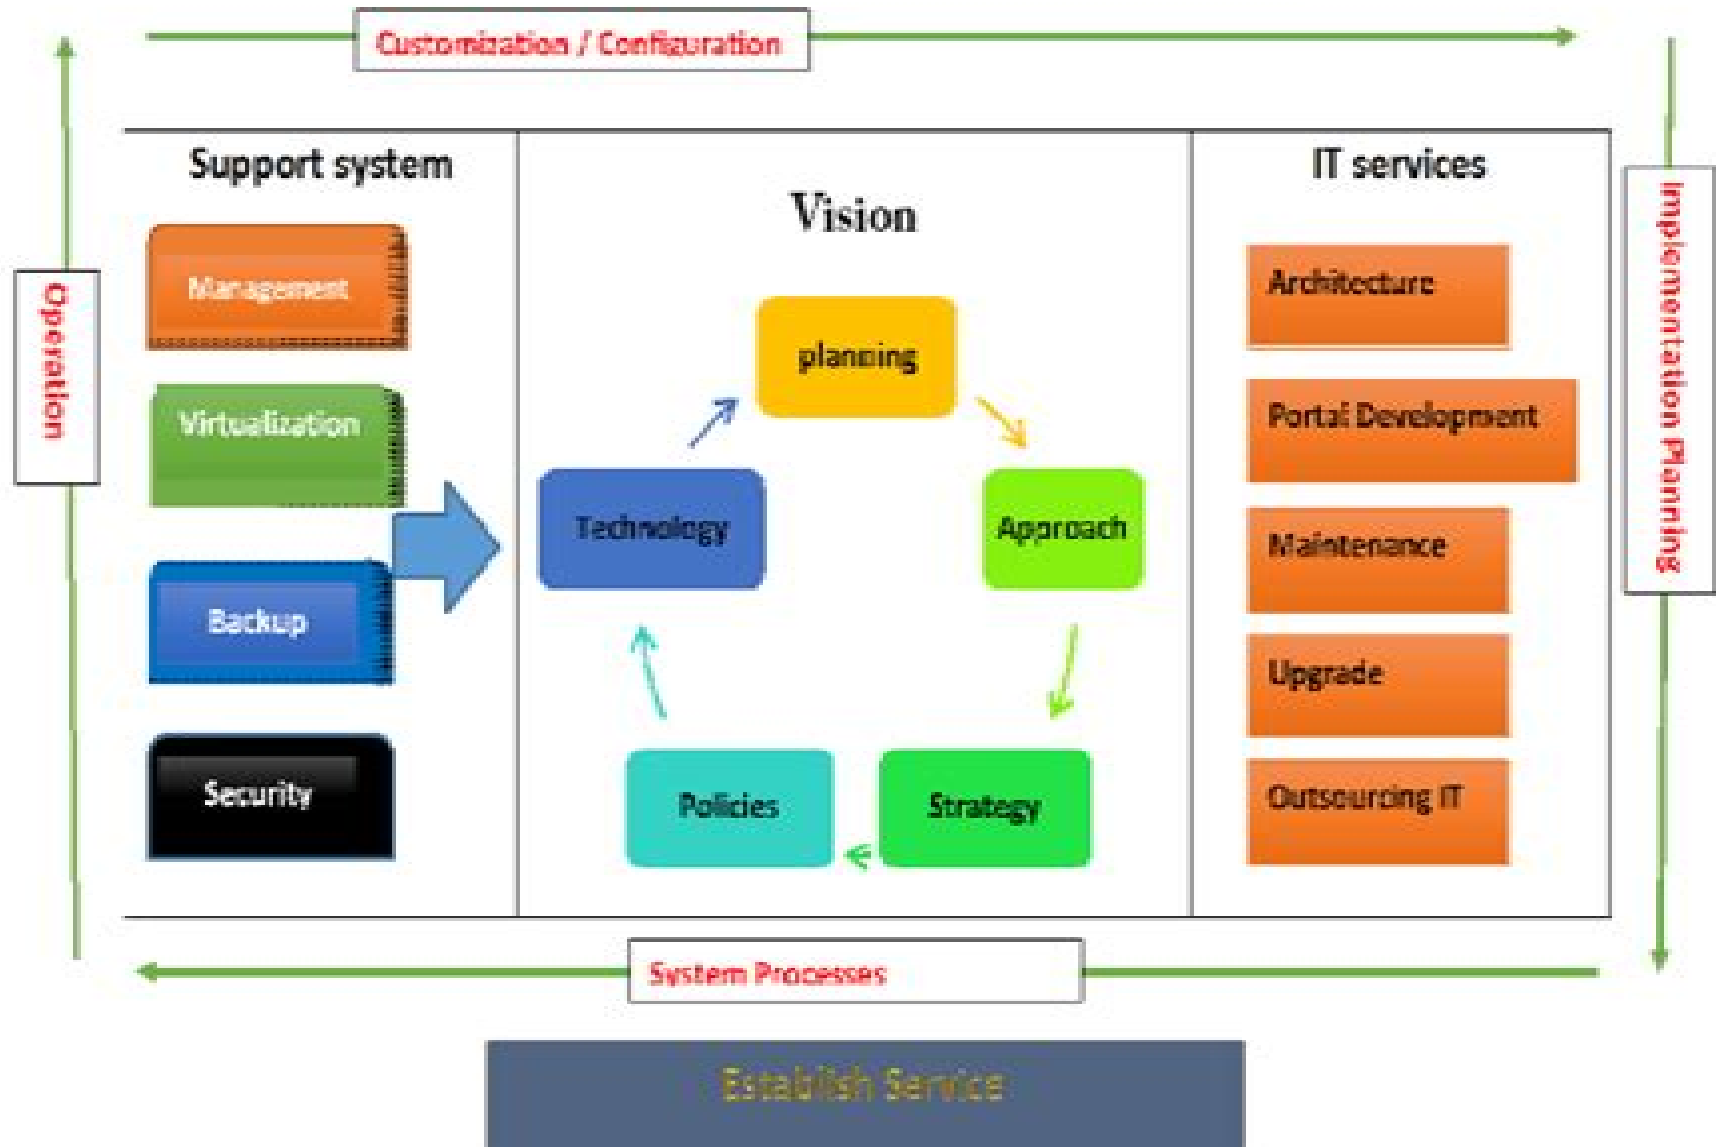 Customization / Configuration
Operation
Support system
Management
Virtualization
Backup
Security
Vision
planning
Approach
Strategy
Policies
Technology
IT services
Architecture
Portal Development
Maintenance
Upgrade
Outsourcing IT
Implementation Planning
System Processes
Establish Service